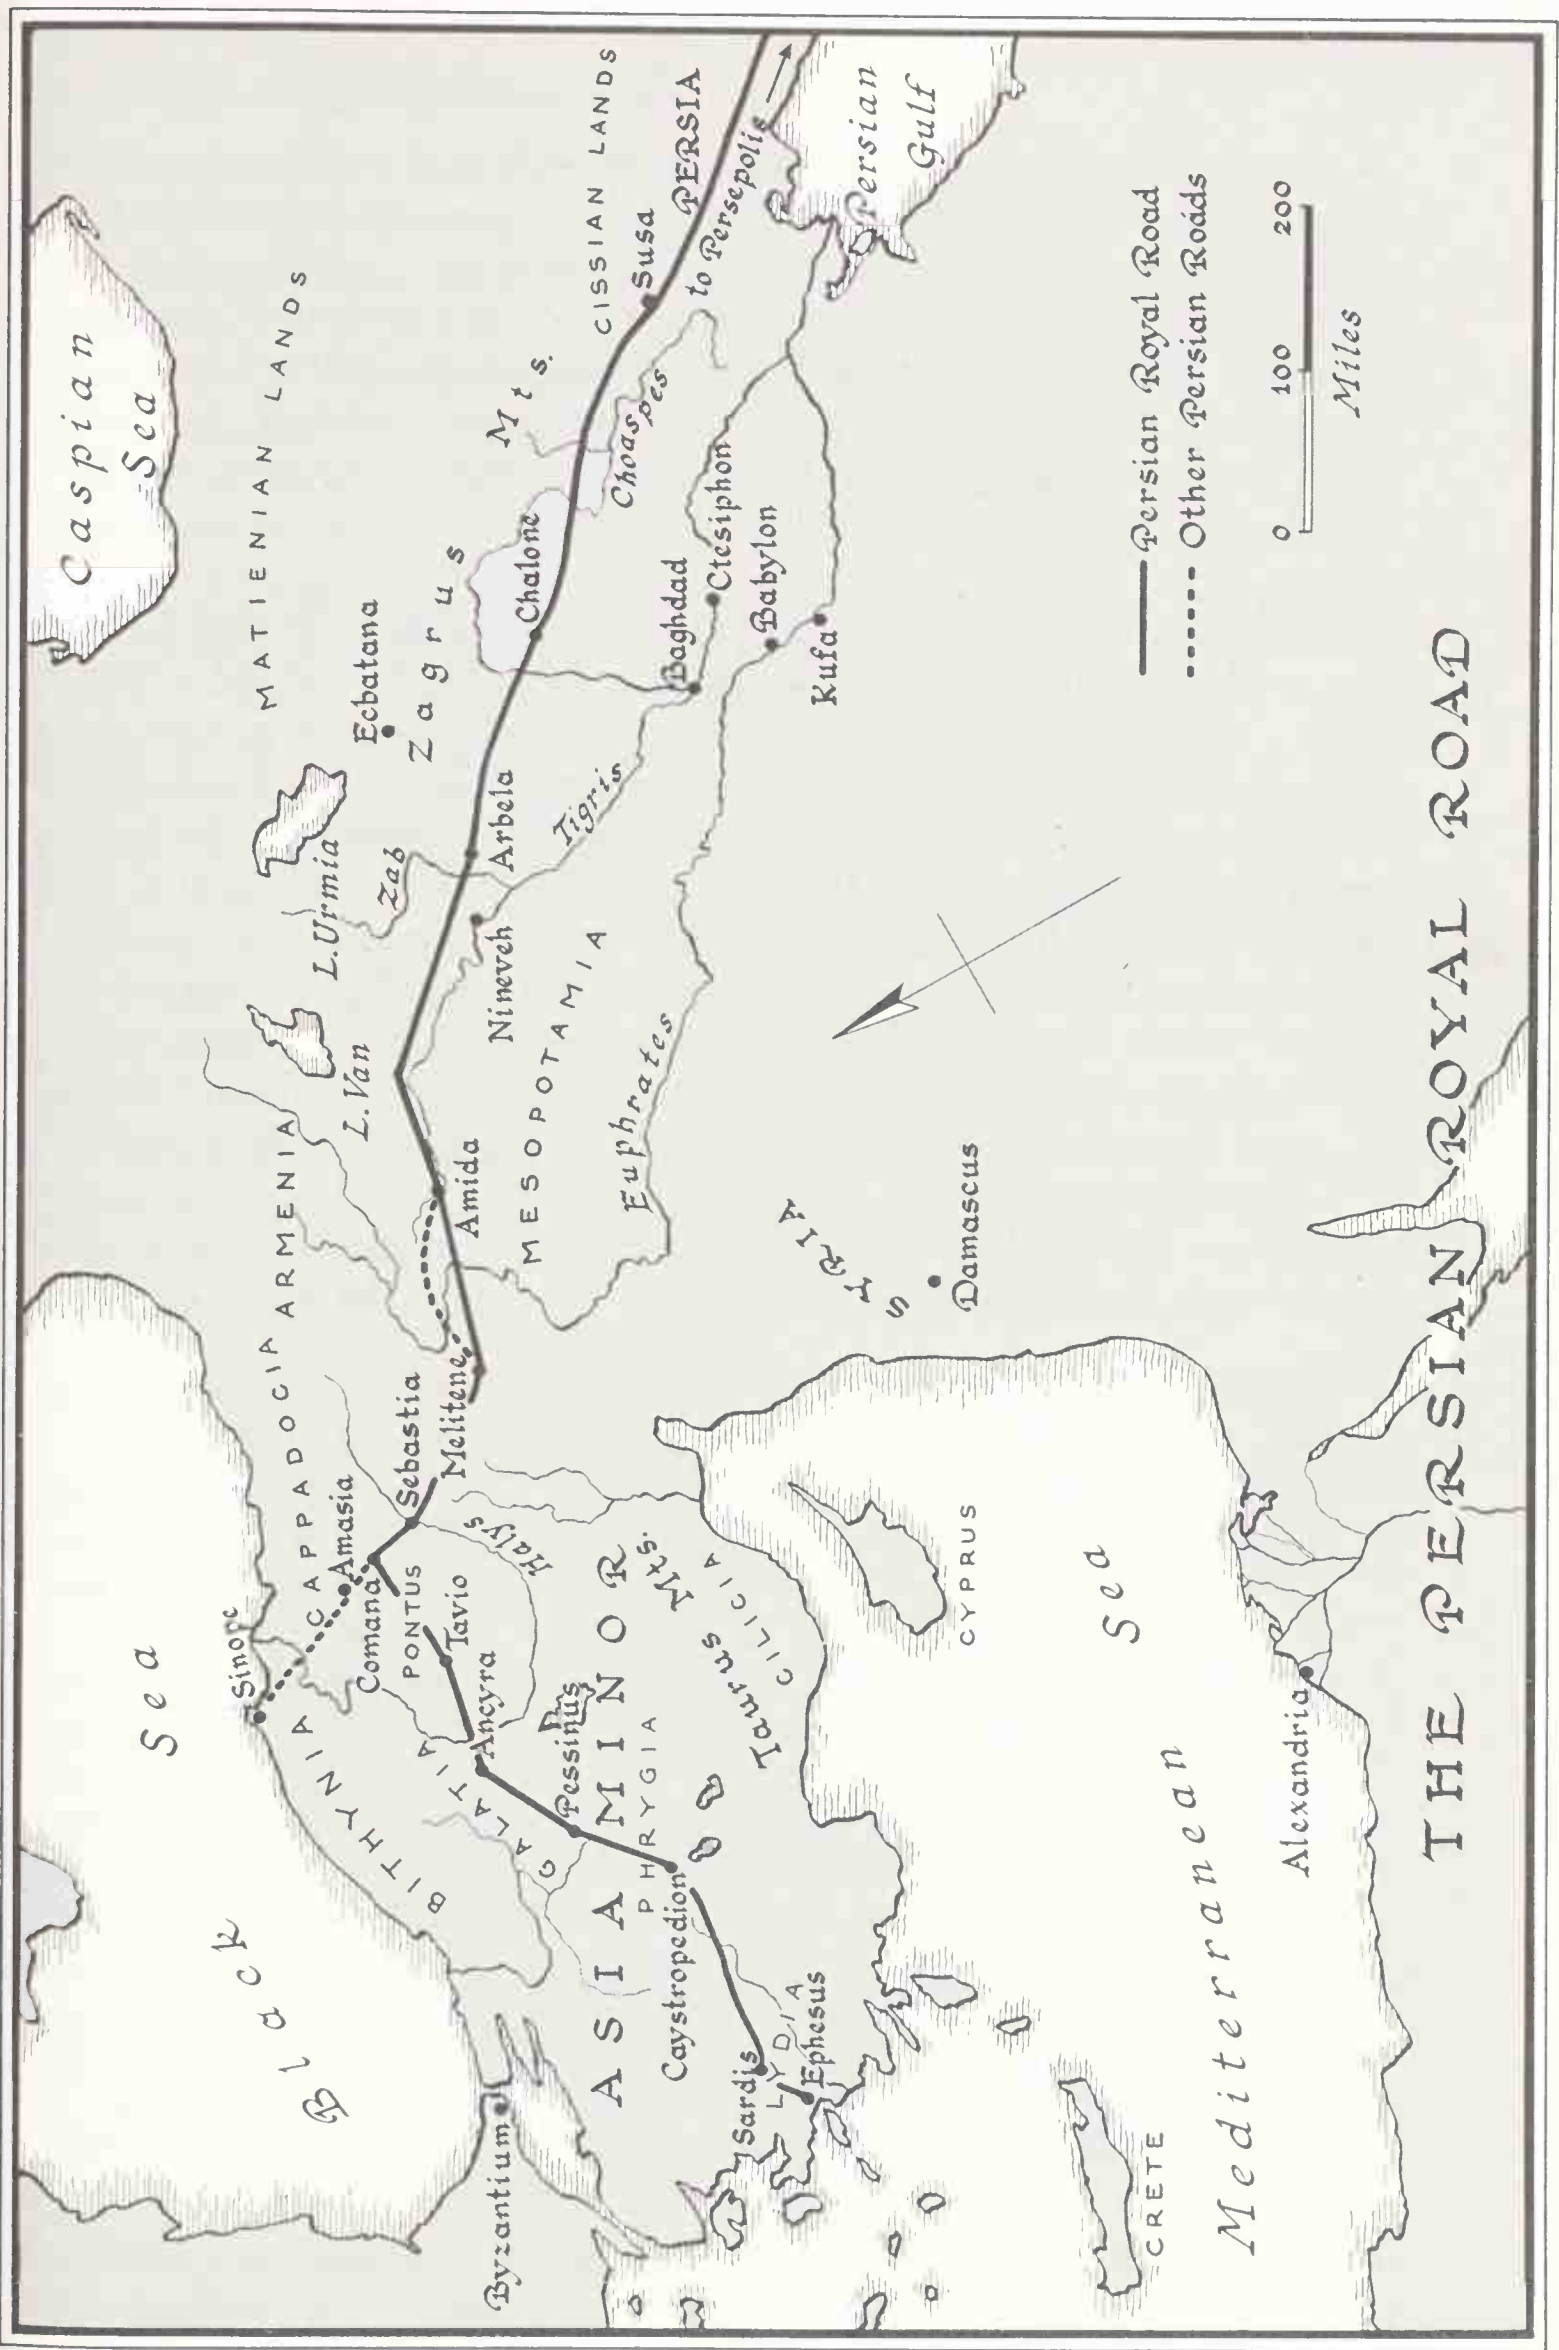 THE PERSIAN ROYAL ROAD
Black Sea
Caspian Sea
Mediterranean Sea
Persian Gulf
Byzantium
Sinope
BITHYNIA
GALATIA
CAPPADOCIA
ARMENIA
MATIENIAN LANDS
CISSIAN LANDS
PERSIA
Amasia
Comana
PONTUS
Sebastia
Melitene
Halys
Tavio
Ancyra
Pessinus
ASIA MINOR
PHRYGIA
Caystropedion
Sardis
LYDIA
Ephesus
Taurus Mts.
CILICIA
L. Van
L. Urmia
Zab
Amida
Nineveh
Arbela
MESOPOTAMIA
Tigris
Euphrates
Ecbatana
Zagrus Mts.
Chalone
Choaspes
Susa
to Persepolis
Baghdad
Ctesiphon
Babylon
Kufa
SYRIA
Damascus
CYPRUS
CRETE
Alexandria
Persian Royal Road
Other Persian Roads
0 100 200
Miles